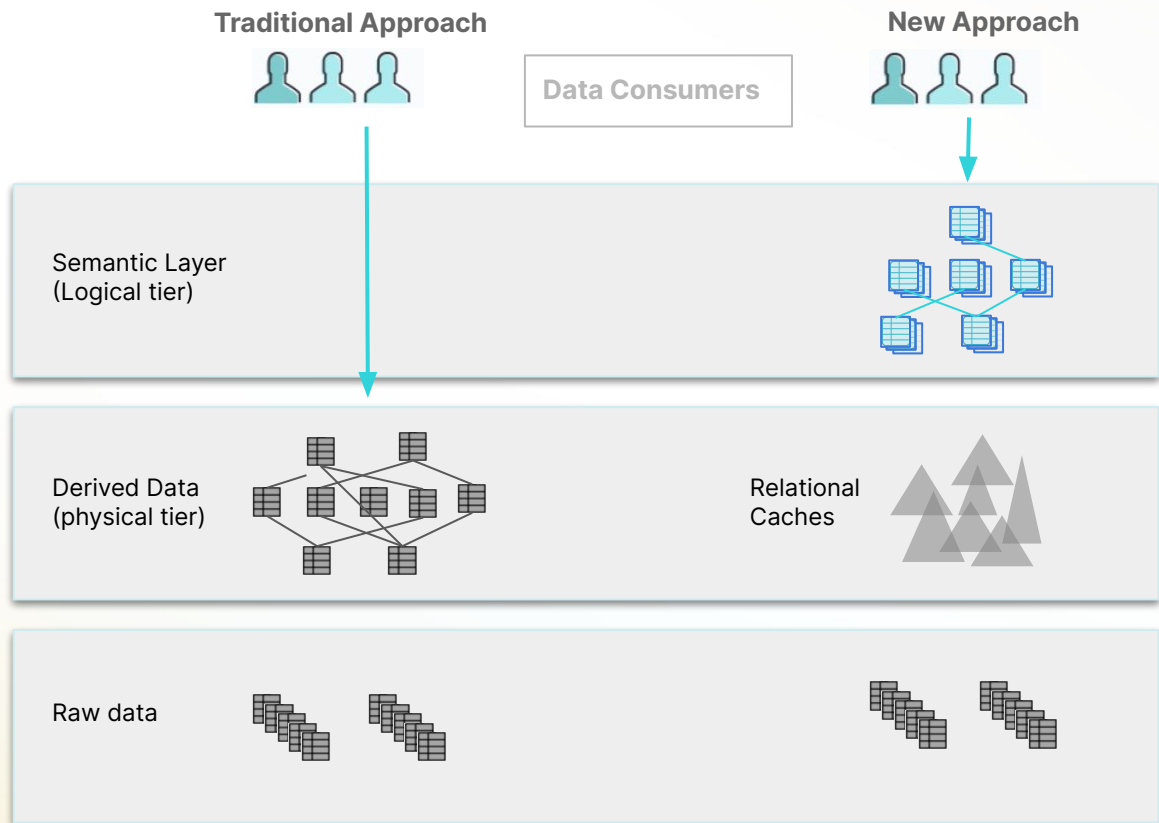 Traditional Approach
New Approach
Data Consumers
Semantic Layer
(Logical tier)
Derived Data
(physical tier)
Relational
Caches
Raw data